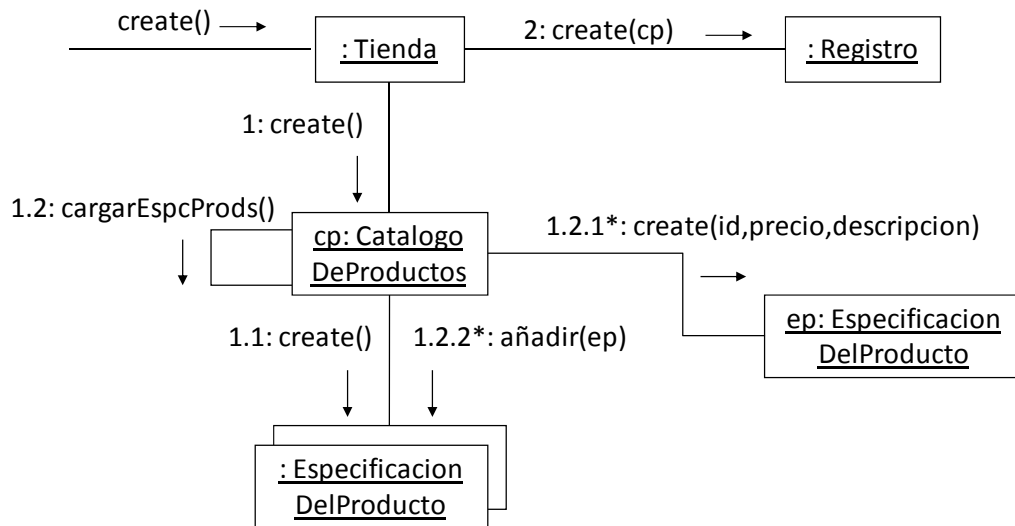 create()
: Tienda
2: create(cp)
: Registro
1: create()
1.2: cargarEspcProds()
cp: Catalogo
DeProductos
1.2.1*: create(id,precio,descripcion)
ep: Especificacion
DelProducto
1.1: create()
1.2.2*: añadir(ep)
: Especificacion
DelProducto